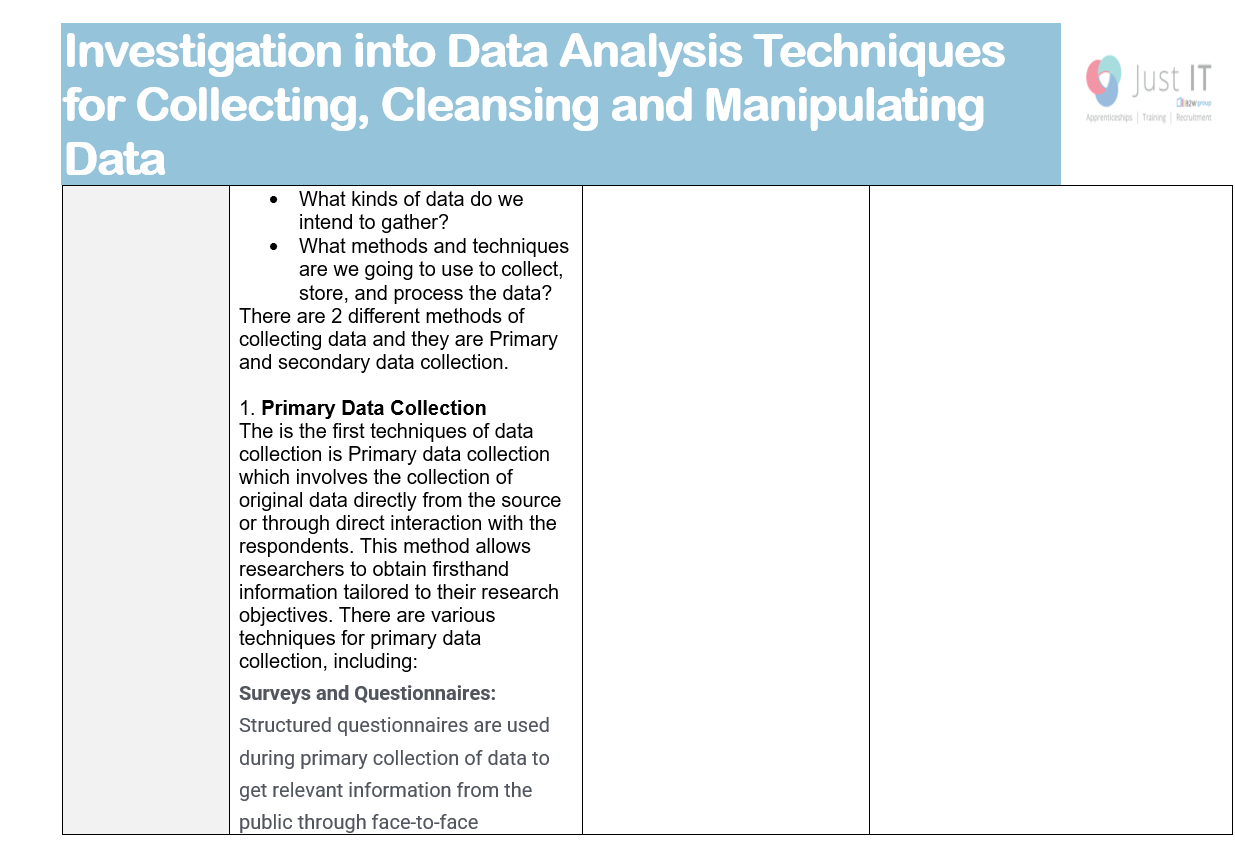 Investigation into Data Analysis Techniques
for Collecting, Cleansing and Manipulating
Data
Just IT
Apprenticeships | Training | Recruitment
• What kinds of data do we
intend to gather?
• What methods and techniques
are we going to use to collect,
store, and process the data?
There are 2 different methods of
collecting data and they are Primary
and secondary data collection.
1. Primary Data Collection
The is the first techniques of data
collection is Primary data collection
which involves the collection of
original data directly from the source
or through direct interaction with the
respondents. This method allows
researchers to obtain firsthand
information tailored to their research
objectives. There are various
techniques for primary data
collection, including:
Surveys and Questionnaires:
Structured questionnaires are used
during primary collection of data to
get relevant information from the
public through face-to-face